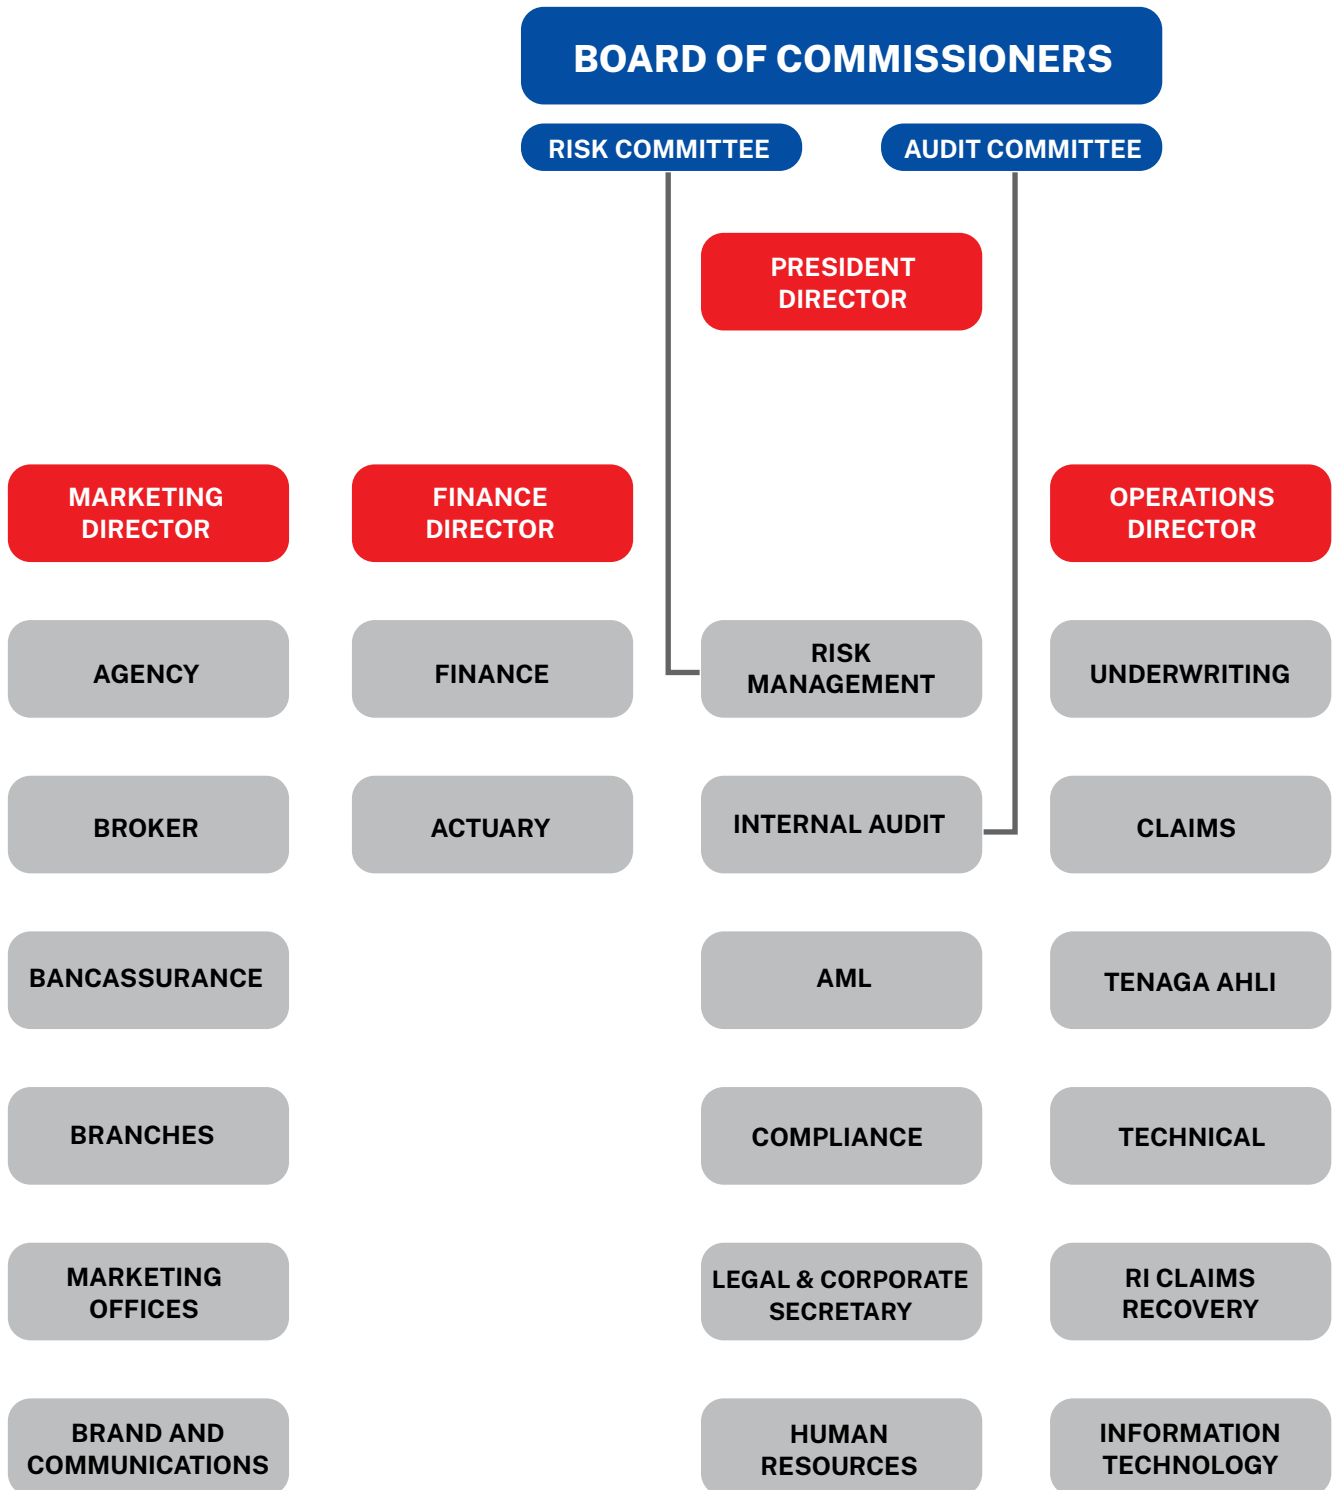 BOARD OF COMMISSIONERS
RISK COMMITTEE
AUDIT COMMITTEE
PRESIDENT
DIRECTOR
MARKETING
DIRECTOR
FINANCE
DIRECTOR
OPERATIONS
DIRECTOR
AGENCY
FINANCE
RISK
MANAGEMENT
UNDERWRITING
BROKER
ACTUARY
INTERNAL AUDIT
CLAIMS
BANCASSURANCE
AML
TENAGA AHLI
BRANCHES
COMPLIANCE
TECHNICAL
MARKETING
OFFICES
LEGAL & CORPORATE
SECRETARY
RI CLAIMS
RECOVERY
BRAND AND
COMMUNICATIONS
HUMAN
RESOURCES
INFORMATION
TECHNOLOGY